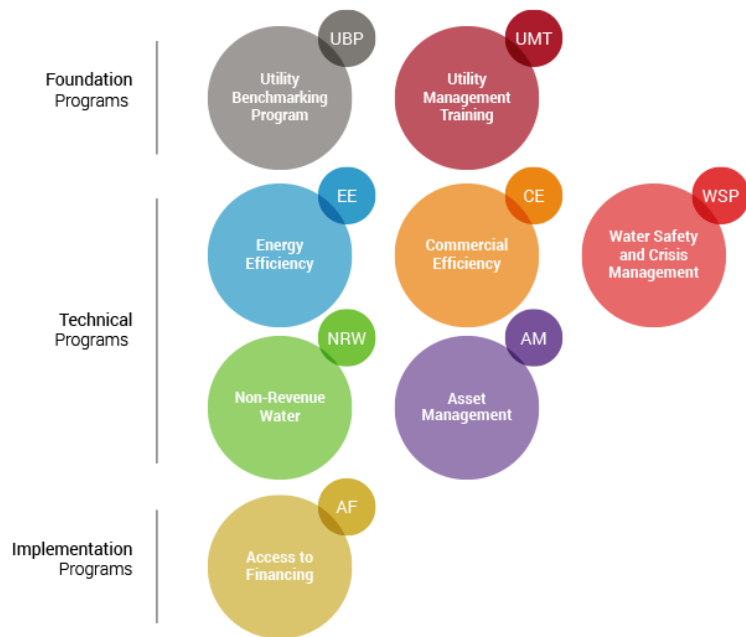 Foundation
Programs
UBP
Utility
Benchmarking
Program
UMT
Utility
Management
Training
Technical
Programs
EE
Energy
Efficiency
CE
Commercial
Efficiency
WSP
Water Safety
and Crisis
Management
NRW
Non-Revenue
Water
AM
Asset
Management
Implementation
Programs
AF
Access to
Financing